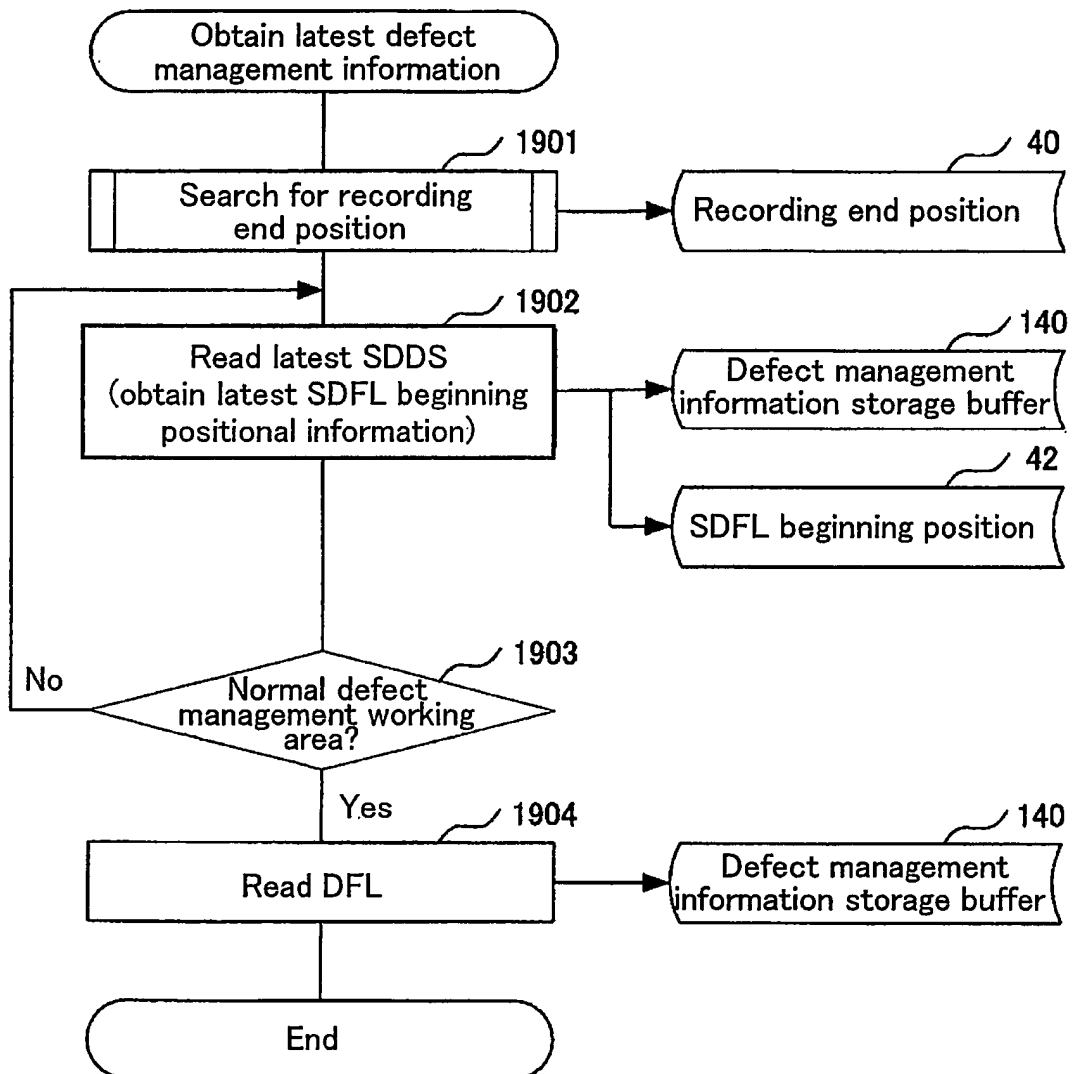 Obtain latest defect
management information
1901
40
Search for recording
end position
Recording end position
1902
140
Read latest SDDS
(obtain latest SDFL beginning
positional information)
Defect management
information storage buffer
42
SDFL beginning position
1903
No
Normal defect
management working
area?
Yes
1904
140
Read DFL
Defect management
information storage buffer
End